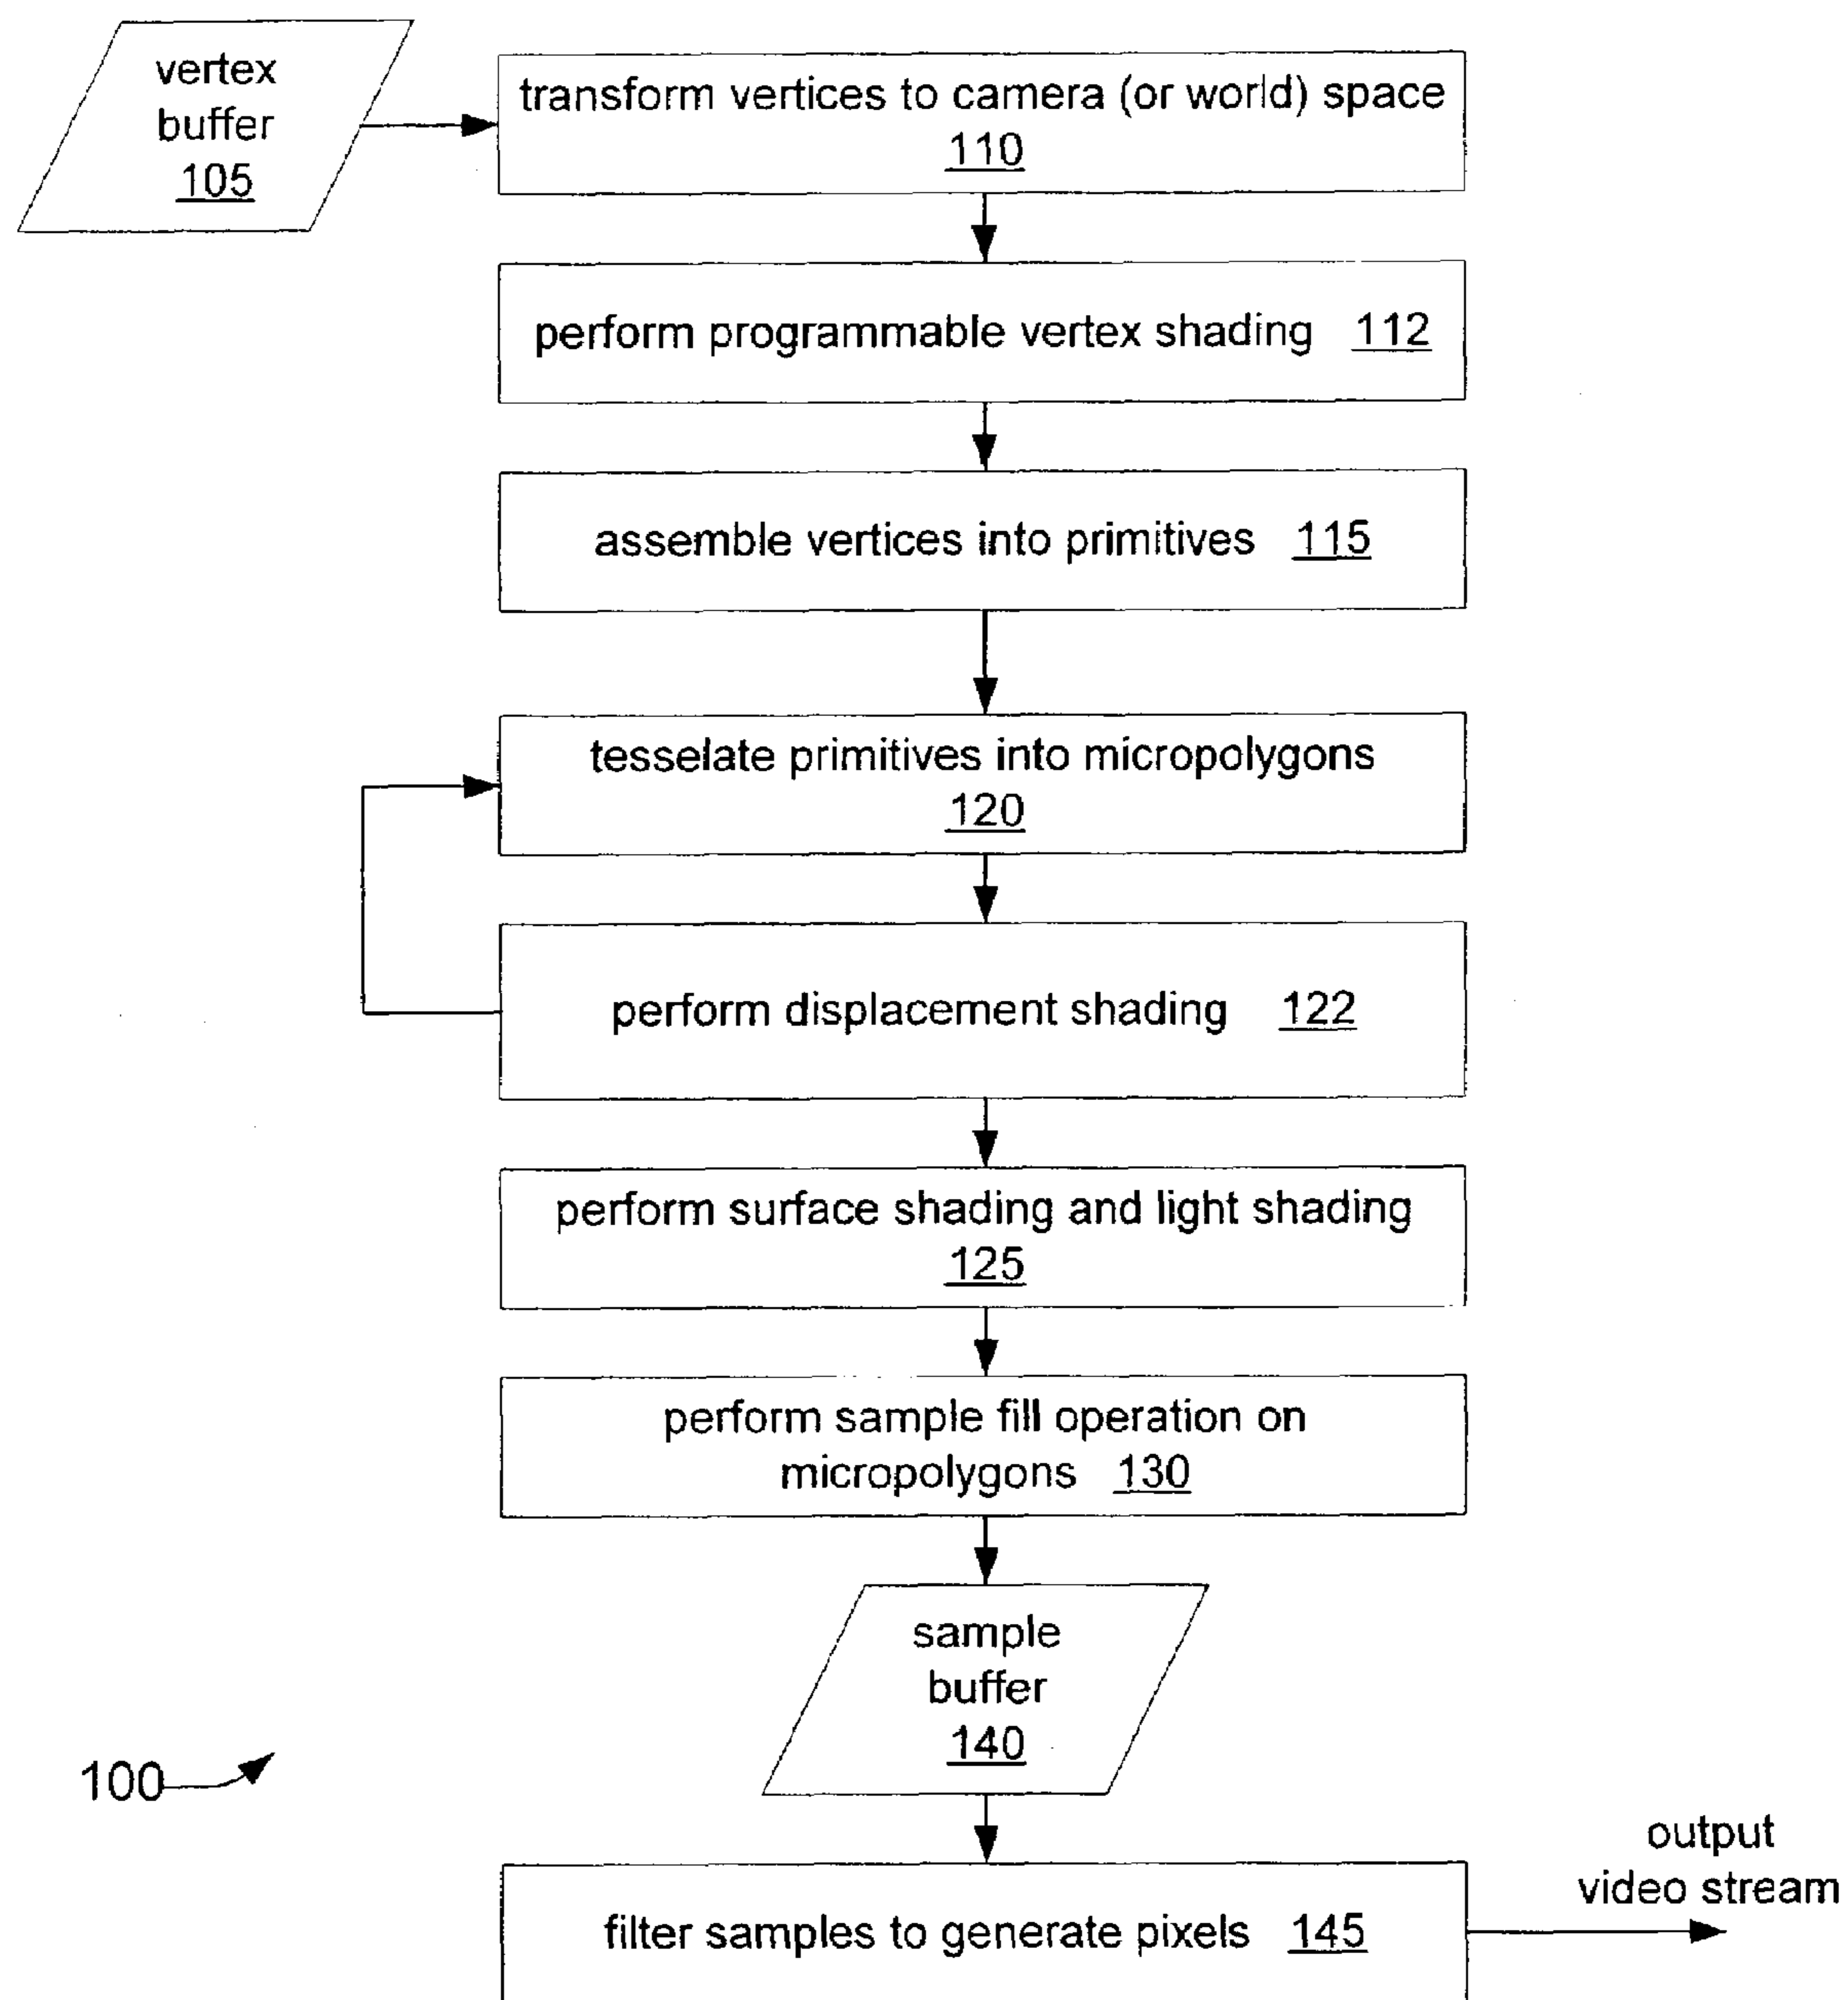 vertex
buffer
105
transform vertices to camera (or world) space
110
perform programmable vertex shading 112
assemble vertices into primitives 115
tesselate primitives into micropolygons
120
perform displacement shading 122
perform surface shading and light shading
125
perform sample fill operation on
micropolygons 130
sample
buffer
140
100
output
video stream
filter samples to generate pixels 145